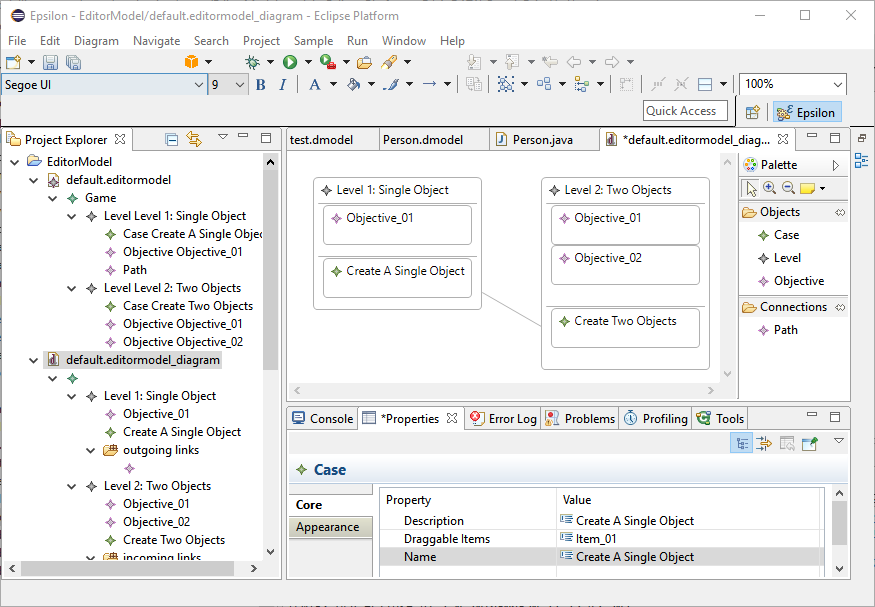 Epsilon - EditorModel/default.editormodel_diagram - Eclipse Platform
File Edit Diagram Navigate Search Project Sample Run Window Help
Segoe UI 9 B I A 100%
Quick Access Epsilon
Project Explorer
EditorModel
default.editormodel
Game
Level Level 1: Single Object
Case Create A Single Objec
Objective Objective_01
Path
Level Level 2: Two Objects
Case Create Two Objects
Objective Objective_01
Objective Objective_02
default.editormodel_diagram
Level 1: Single Object
Objective_01
Create A Single Object
outgoing links
Level 2: Two Objects
Objective_01
Objective_02
Create Two Objects
incoming links
test.dmodel Person.dmodel Person.java *default.editormodel_diag...
Level 1: Single Object
Objective_01
Create A Single Object
Level 2: Two Objects
Objective_01
Objective_02
Create Two Objects
Palette
Objects
Case
Level
Objective
Connections
Path
Console *Properties Error Log Problems Profiling Tools
Case
Core
Appearance
Property Value
Description Create A Single Object
Draggable Items Item_01
Name Create A Single Object